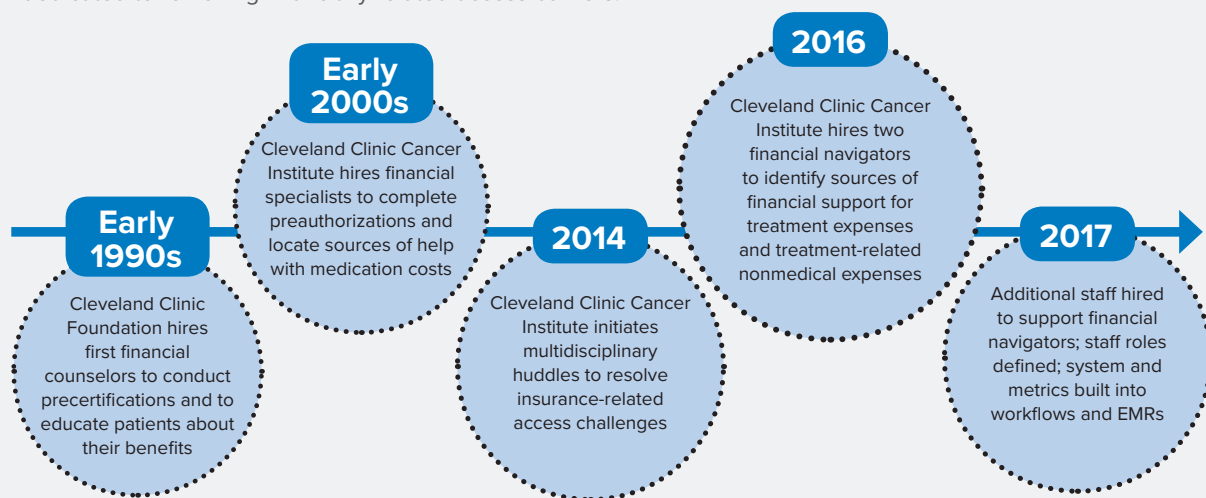 Early
1990s
Cleveland Clinic
Foundation hires
first financial
counselors to conduct
precertifications and to
educate patients about
their benefits
Early
2000s
Cleveland Clinic Cancer
Institute hires financial
specialists to complete
preauthorizations and
locate sources of help
with medication costs
2014
Cleveland Clinic Cancer
Institute initiates
multidisciplinary
huddles to resolve
insurance-related
access challenges
2016
Cleveland Clinic Cancer
Institute hires two
financial navigators
to identify sources of
financial support for
treatment expenses
and treatment-related
nonmedical expenses
2017
Additional staff hired
to support financial
navigators; staff roles
defined; system and
metrics built into
workflows and EMRs